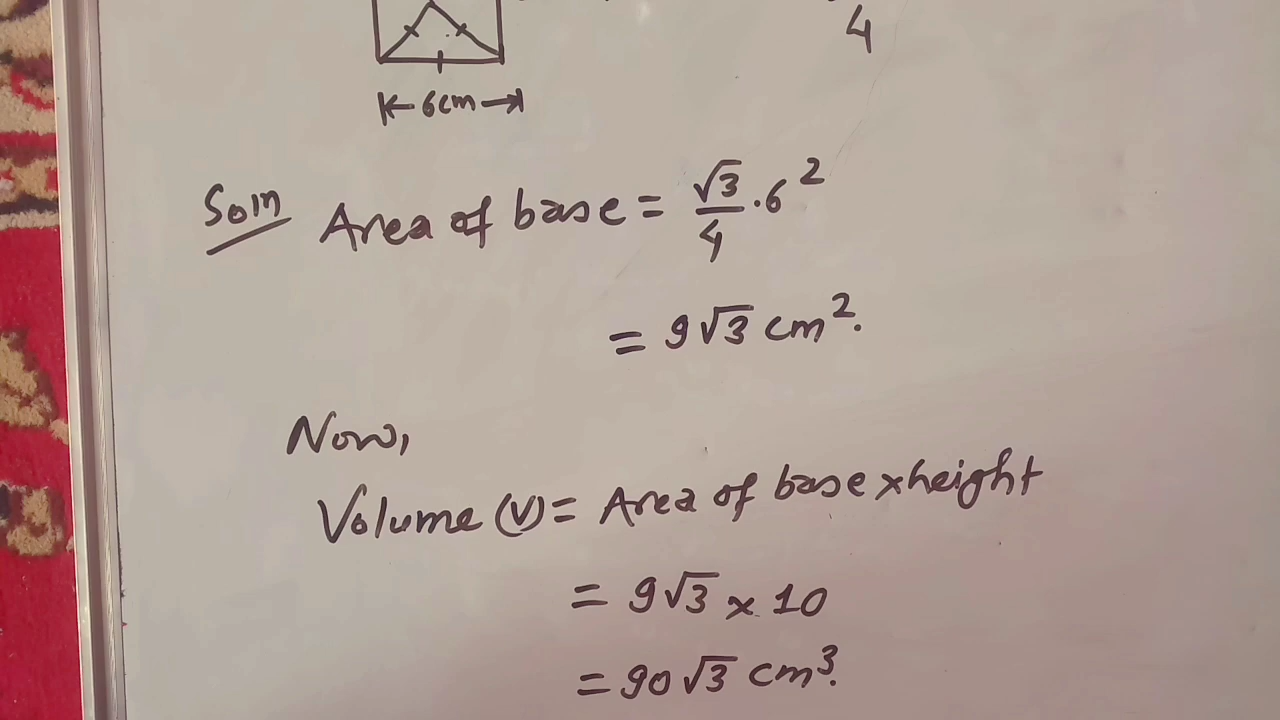 4
6cm
Soln Area of base = √3/4 · 6²
= 9√3 cm².
Now,
Volume (V) = Area of base x height
= 9√3 x 10
= 90√3 cm³.